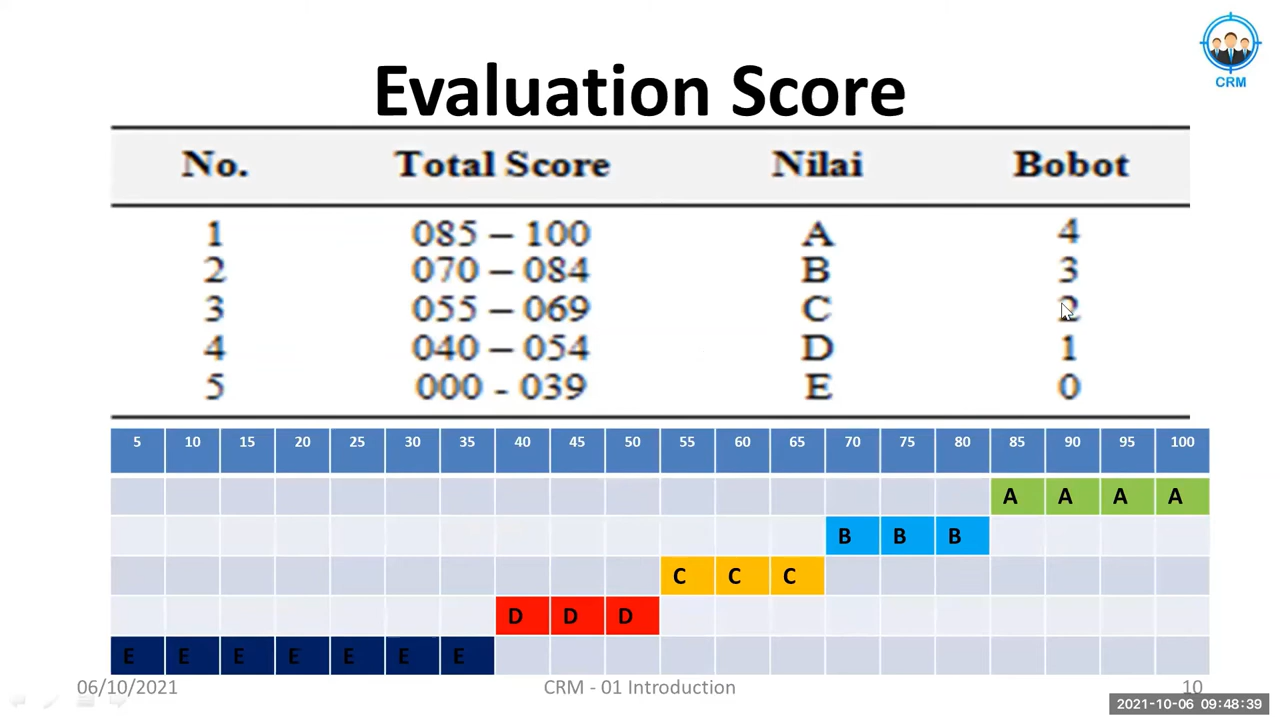 CRM
Evaluation Score
No. Total Score Nilai Bobot
1 085 – 100 A 4
2 070 – 084 B 3
3 055 – 069 C 2
4 040 – 054 D 1
5 000 - 039 E 0
5 10 15 20 25 30 35 40 45 50 55 60 65 70 75 80 85 90 95 100
A A A A
B B B
C C C
D D D
E E E E E E E
06/10/2021 CRM - 01 Introduction 10
2021-10-06 09:48:39